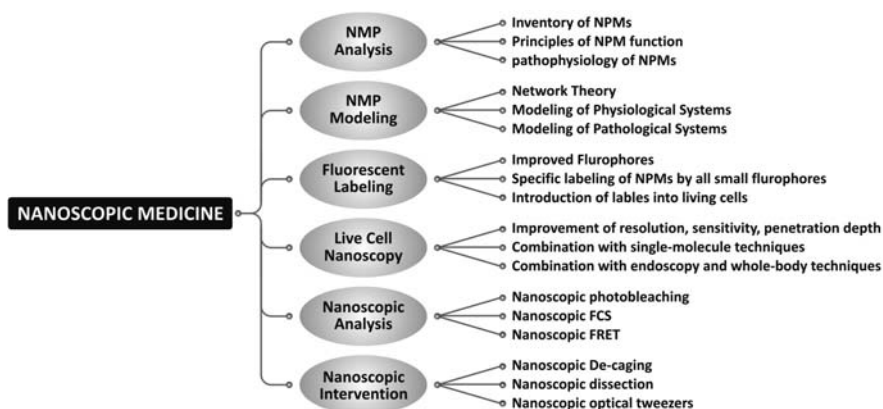 NANOSCOPIC MEDICINE
NMP
Analysis
Inventory of NPMs
Principles of NPM function
pathophysiology of NPMs
NMP
Modeling
Network Theory
Modeling of Physiological Systems
Modeling of Pathological Systems
Fluorescent
Labeling
Improved Flurophores
Specific labeling of NPMs by all small flurophores
Introduction of lables into living cells
Live Cell
Nanoscopy
Improvement of resolution, sensitivity, penetration depth
Combination with single-molecule techniques
Combination with endoscopy and whole-body techniques
Nanoscopic
Analysis
Nanoscopic photobleaching
Nanoscopic FCS
Nanoscopic FRET
Nanoscopic
Intervention
Nanoscopic De-caging
Nanoscopic dissection
Nanoscopic optical tweezers